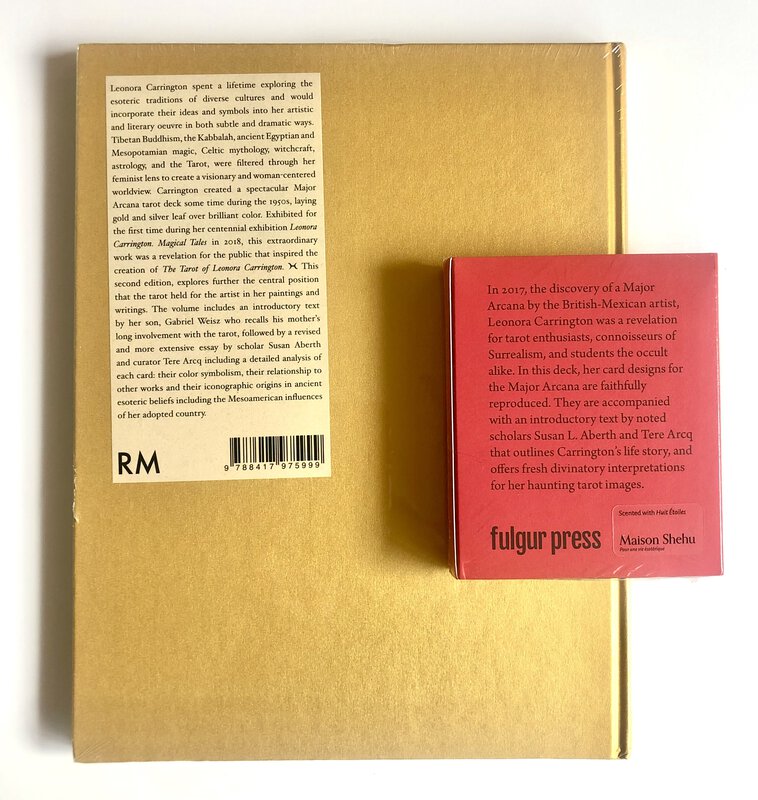 Leonora Carrington spent a lifetime exploring the
esoteric traditions of diverse cultures and would
incorporate their ideas and symbols into her artistic
and literary oeuvre in both subtle and dramatic ways.
Tibetan Buddhism, the Kabbalah, ancient Egyptian and
Mesopotamian magic, Celtic mythology, witchcraft,
astrology, and the Tarot, were filtered through her
feminist lens to create a visionary and woman-centered
worldview. Carrington created a spectacular Major
Arcana tarot deck some time during the 1950s, laying
gold and silver leaf over brilliant color. Exhibited for
the first time during her centennial exhibition Leonora
Carrington. Magical Tales in 2018, this extraordinary
work was a revelation for the public that inspired the
creation of The Tarot of Leonora Carrington. ♓ This
second edition, explores further the central position
that the tarot held for the artist in her paintings and
writings. The volume includes an introductory text
by her son, Gabriel Weisz who recalls his mother's
long involvement with the tarot, followed by a revised
and more extensive essay by scholar Susan Aberth
and curator Tere Arcq including a detailed analysis of
each card: their color symbolism, their relationship to
other works and their iconographic origins in ancient
esoteric beliefs including the Mesoamerican influences
of her adopted country.
RM
9 788417 975999
In 2017, the discovery of a Major
Arcana by the British-Mexican artist,
Leonora Carrington was a revelation
for tarot enthusiasts, connoisseurs of
Surrealism, and students the occult
alike. In this deck, her card designs for
the Major Arcana are faithfully
reproduced. They are accompanied
with an introductory text by noted
scholars Susan L. Aberth and Tere Arcq
that outlines Carrington's life story, and
offers fresh divinatory interpretations
for her haunting tarot images.
fulgur press
Scented with Huit Étoiles
Maison Shehu
Pour une vie ésotérique